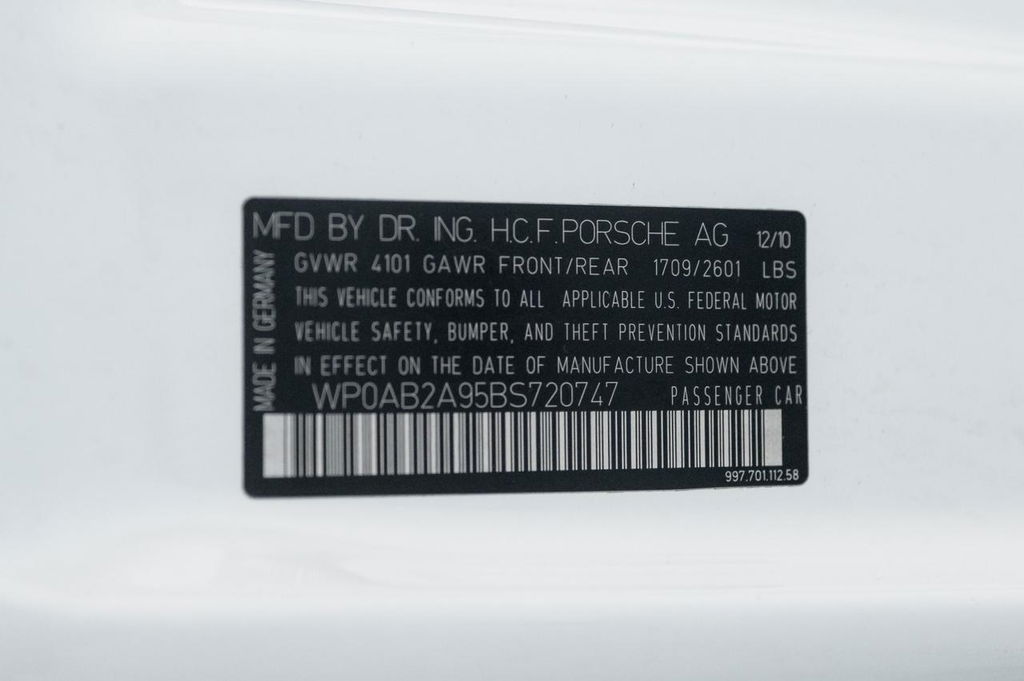 MFD BY DR. ING. H.C.F.PORSCHE AG 12/10
GVWR 4101 GAWR FRONT/REAR 1709/2601 LBS
THIS VEHICLE CONFORMS TO ALL APPLICABLE U.S. FEDERAL MOTOR
VEHICLE SAFETY, BUMPER, AND THEFT PREVENTION STANDARDS
IN EFFECT ON THE DATE OF MANUFACTURE SHOWN ABOVE
WP0AB2A95BS720747 PASSENGER CAR
MADE IN GERMANY
997.701.112.58